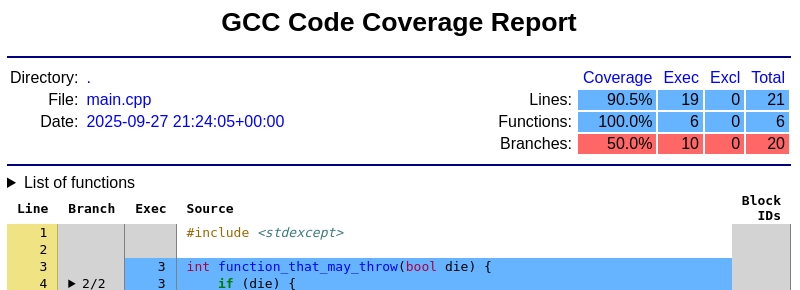 GCC Code Coverage Report
Directory: .
File: main.cpp
Date: 2025-09-27 21:24:05+00:00
Coverage Exec Excl Total
Lines: 90.5% 19 0 21
Functions: 100.0% 6 0 6
Branches: 50.0% 10 0 20
▶ List of functions
Line Branch Exec Source Block IDs
1 #include <stdexcept>
2
3 3 int function_that_may_throw(bool die) {
4 ▶ 2/2 3 if (die) {